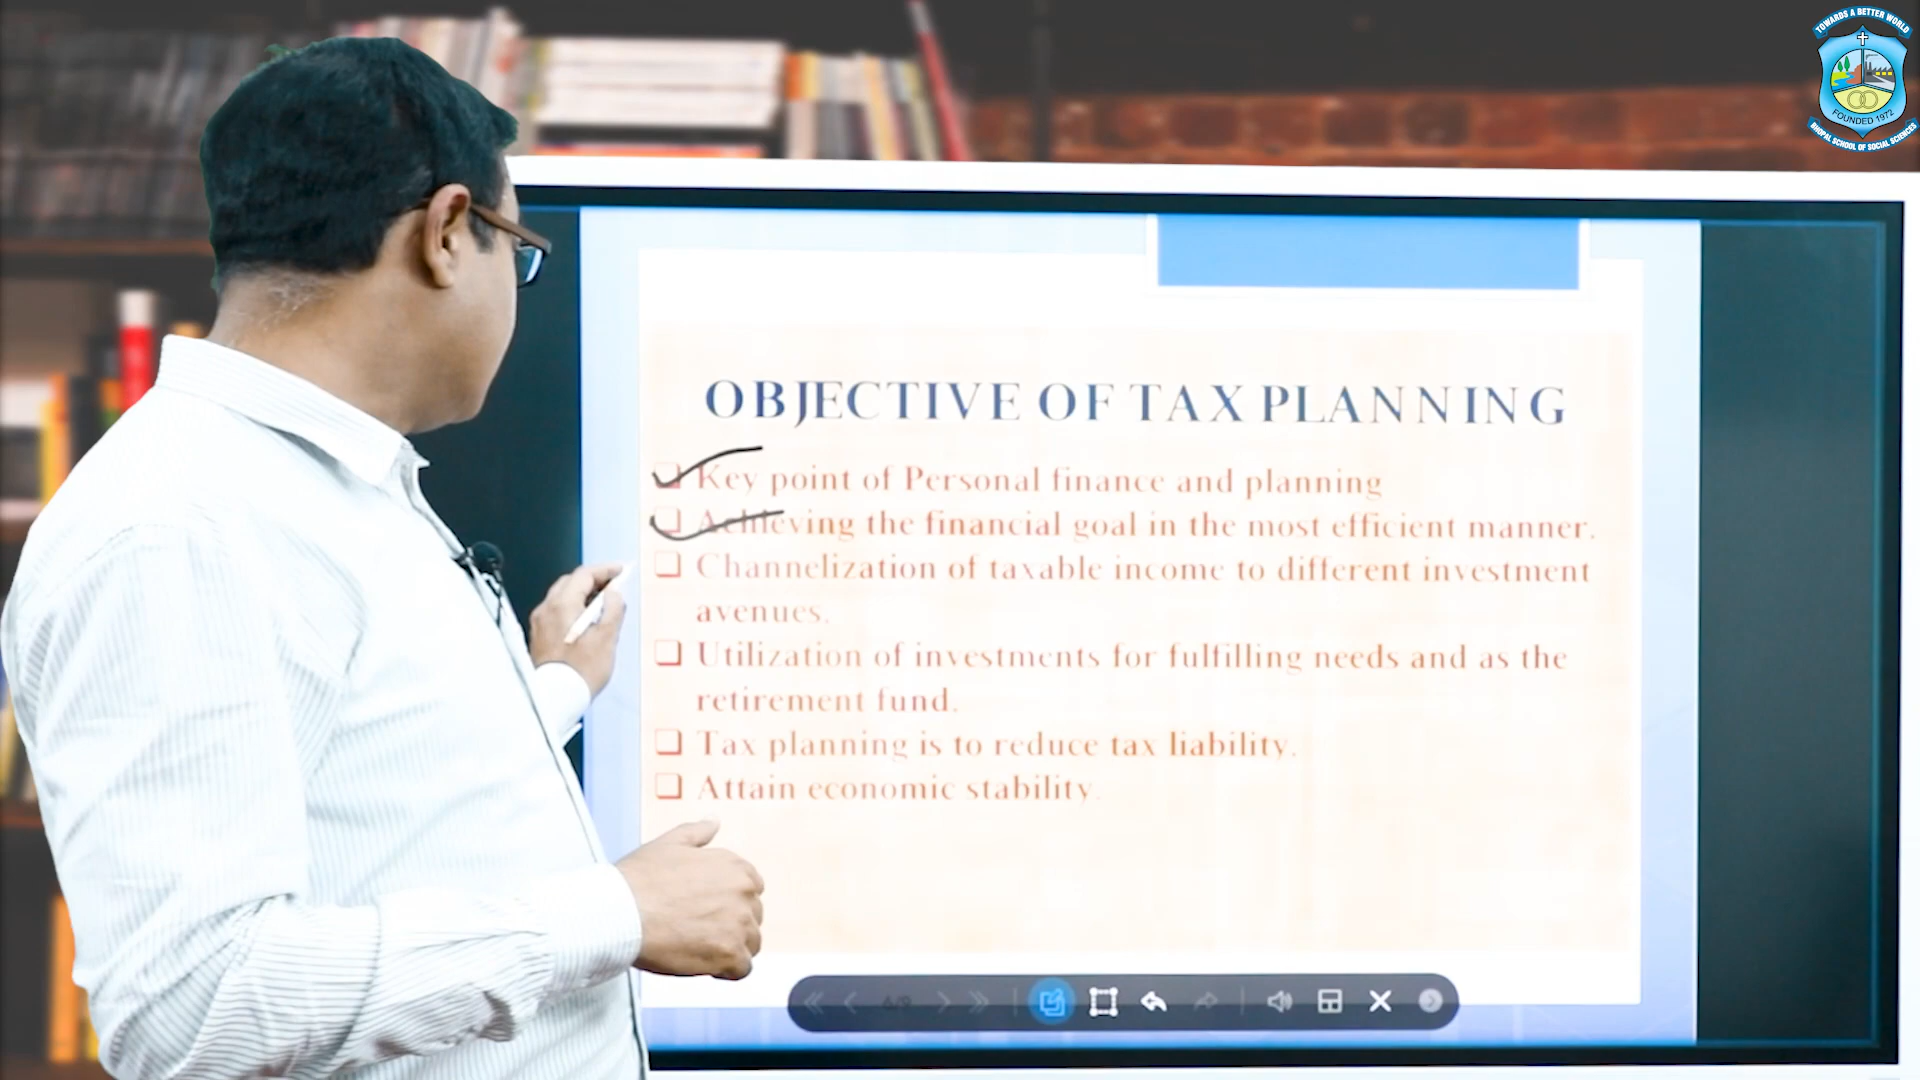 TOWARDS A BETTER WORLD
FOUNDED 1972
BHOPAL SCHOOL OF SOCIAL SCIENCES
OBJECTIVE OF TAX PLANNING
Key point of Personal finance and planning
Achieving the financial goal in the most efficient manner.
Channelization of taxable income to different investment
avenues.
Utilization of investments for fulfilling needs and as the
retirement fund.
Tax planning is to reduce tax liability.
Attain economic stability.